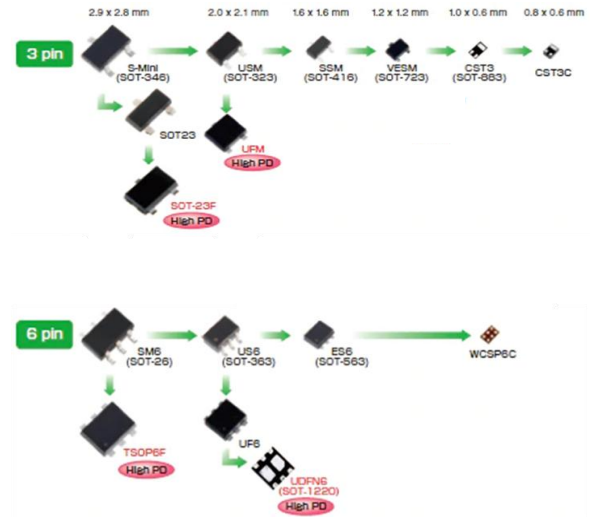 2.9 x 2.8 mm
2.0 x 2.1 mm
1.6 x 1.6 mm
1.2 x 1.2 mm
1.0 x 0.6 mm
0.8 x 0.6 mm
3 pin
S-Mini
(SOT-346)
USM
(SOT-323)
SSM
(SOT-416)
VESM
(SOT-723)
CST3
(SOT-883)
CST3C
SOT23
UFM
High PD
SOT-23F
High PD
6 pin
SM6
(SOT-26)
US6
(SOT-363)
ES6
(SOT-563)
WCSP6C
TSOP6F
High PD
UF6
UDFN6
(SOT-1220)
High PD